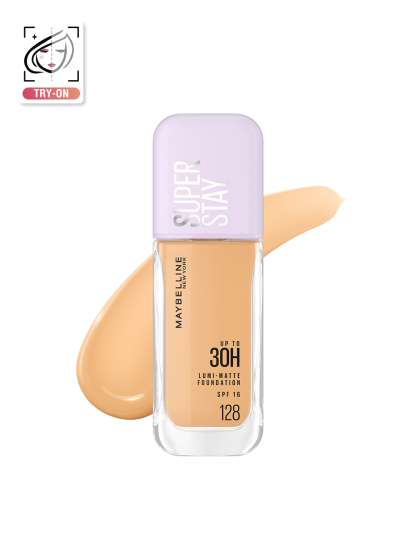 TRY-ON
SUPER
STAY
MAYBELLINE
NEW YORK
UP TO
30H
LUMI-MATTE
FOUNDATION
SPF 16
128